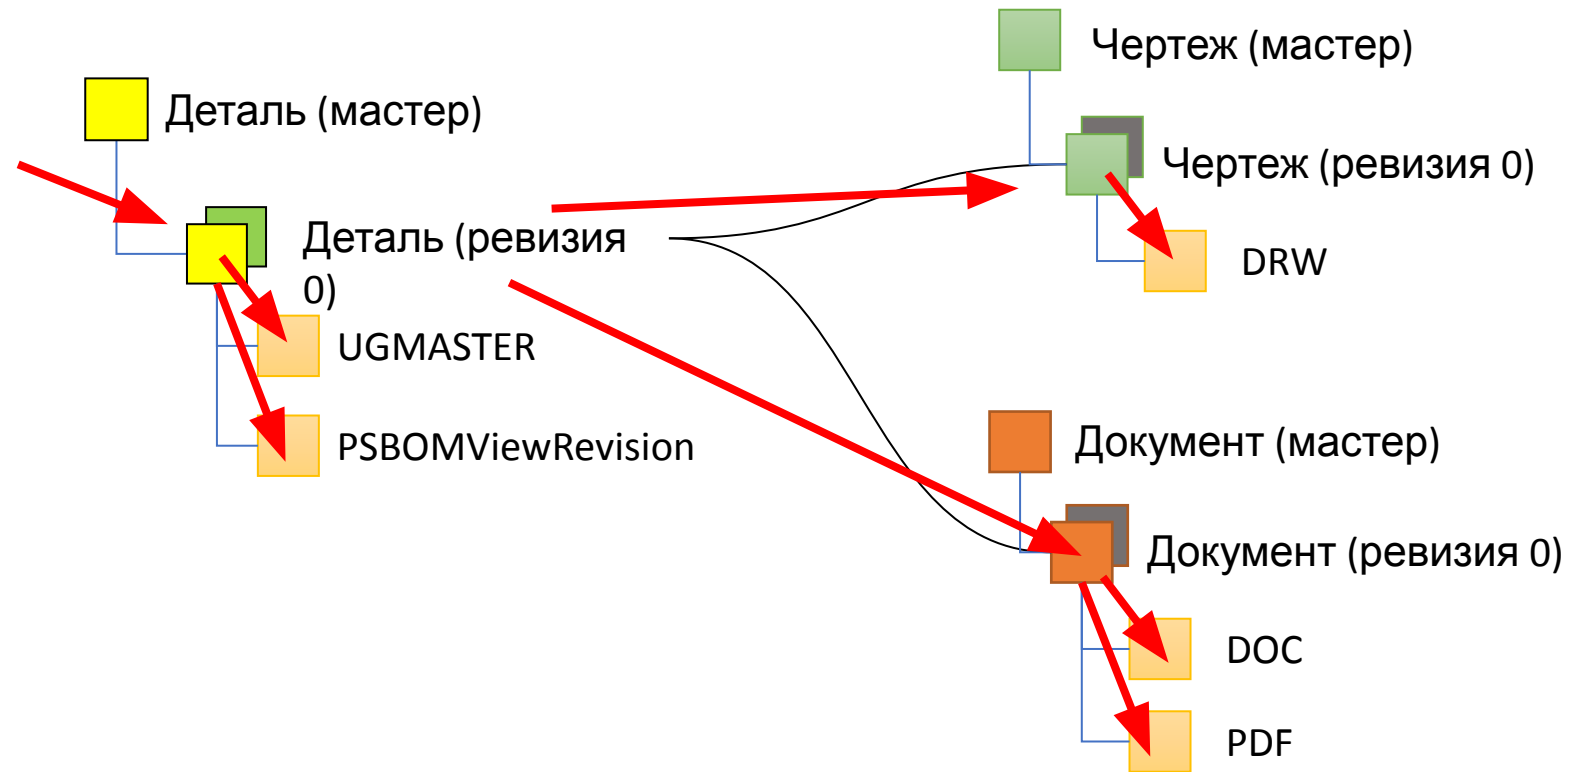 Деталь (мастер)
Деталь (ревизия
0)
UGMASTER
PSBOMViewRevision
Чертеж (мастер)
Чертеж (ревизия 0)
DRW
Документ (мастер)
Документ (ревизия 0)
DOC
PDF